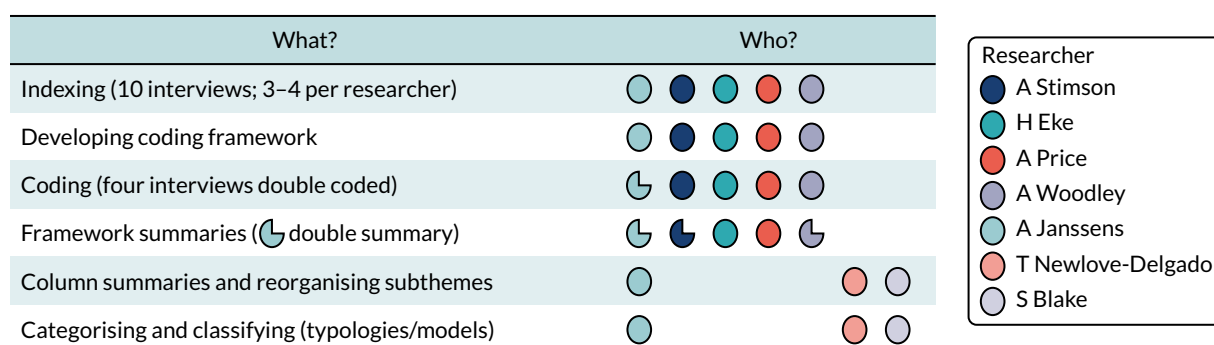 What? Who?
Indexing (10 interviews; 3–4 per researcher)
Developing coding framework
Coding (four interviews double coded)
Framework summaries ( double summary)
Column summaries and reorganising subthemes
Categorising and classifying (typologies/models)
Researcher
A Stimson
H Eke
A Price
A Woodley
A Janssens
T Newlove-Delgado
S Blake